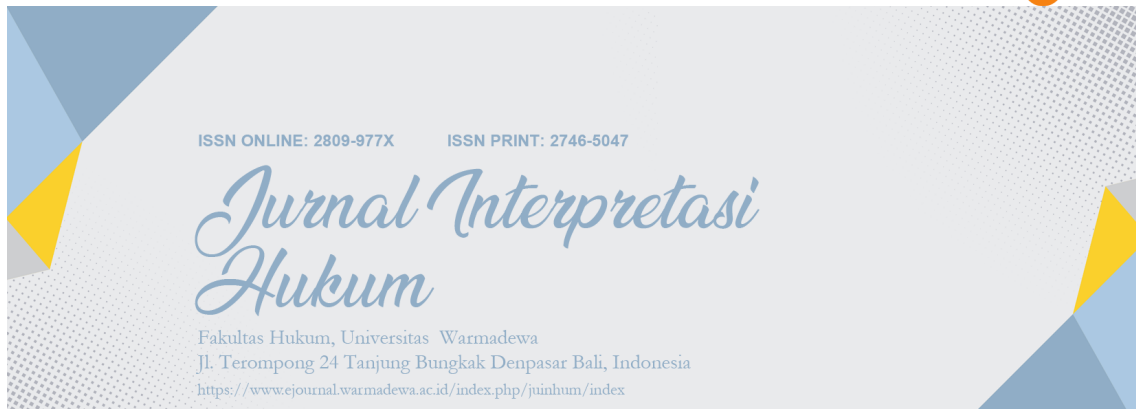 ISSN ONLINE: 2809-977X ISSN PRINT: 2746-5047
Jurnal Interpretasi
Hukum
Fakultas Hukum, Universitas Warmadewa
Jl. Terompong 24 Tanjung Bungkak Denpasar Bali, Indonesia
https://www.ejournal.warmadewa.ac.id/index.php/juinhum/index